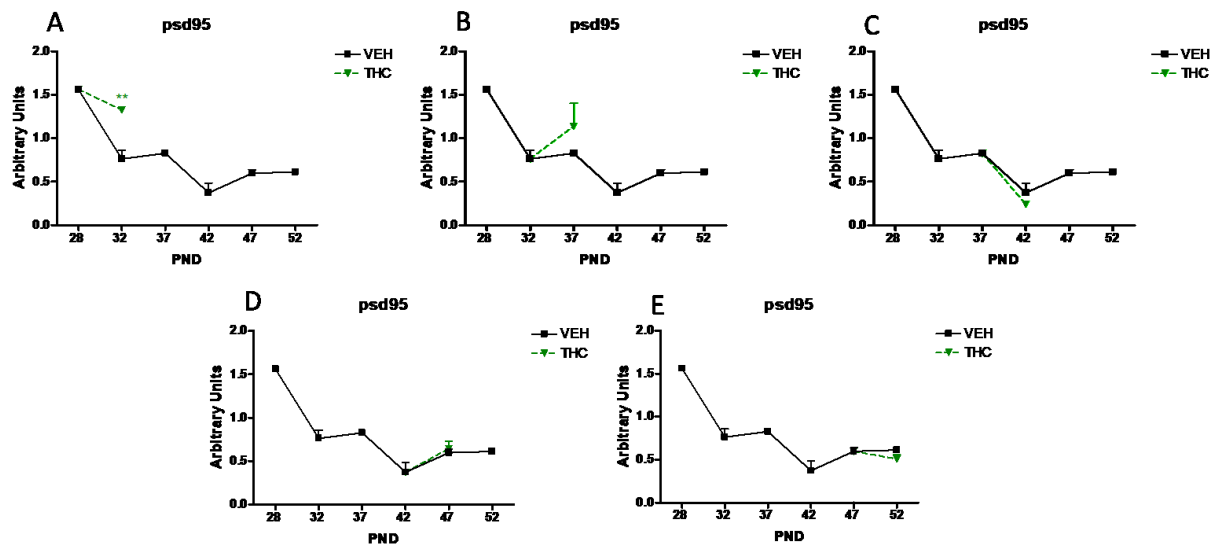 A
psd95
2.0
1.5
1.0
0.5
0.0
Arbitrary Units
**
VEH
THC
28 32 37 42 47 52
PND
B
psd95
2.0
1.5
1.0
0.5
0.0
Arbitrary Units
VEH
THC
28 32 37 42 47 52
PND
C
psd95
2.0
1.5
1.0
0.5
0.0
Arbitrary Units
VEH
THC
28 32 37 42 47 52
PND
D
psd95
2.0
1.5
1.0
0.5
0.0
Arbitrary Units
VEH
THC
28 32 37 42 47 52
PND
E
psd95
2.0
1.5
1.0
0.5
0.0
Arbitrary Units
VEH
THC
28 32 37 42 47 52
PND